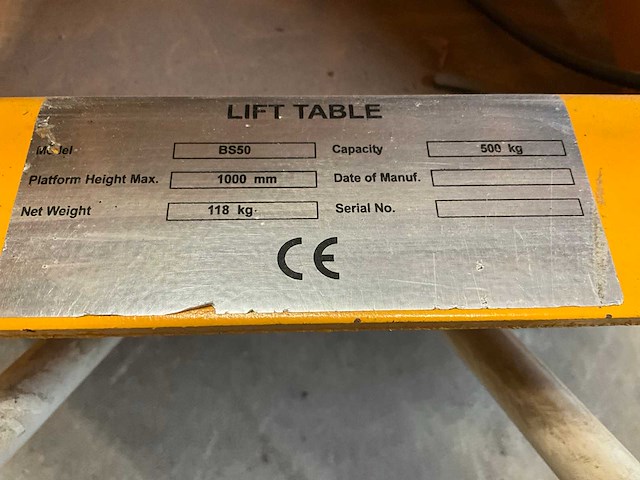 LIFT TABLE
Model BS50 Capacity 500 kg
Platform Height Max. 1000 mm Date of Manuf.
Net Weight 118 kg. Serial No.
CE